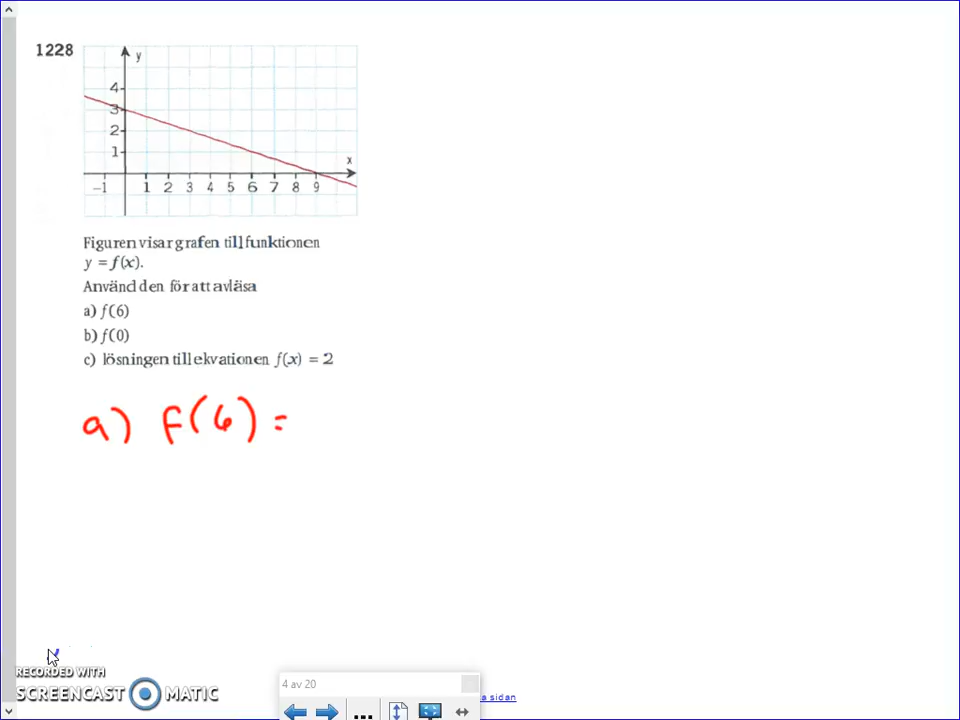 1228
y
4
3
2
1
x
−1 1 2 3 4 5 6 7 8 9
Figuren visar grafen till funktionen
y = f(x).
Använd den för att avläsa
a) f(6)
b) f(0)
c) lösningen till ekvationen f(x) = 2
a) f(6) =
RECORDED WITH
SCREENCAST MATIC
4 av 20
a sidan